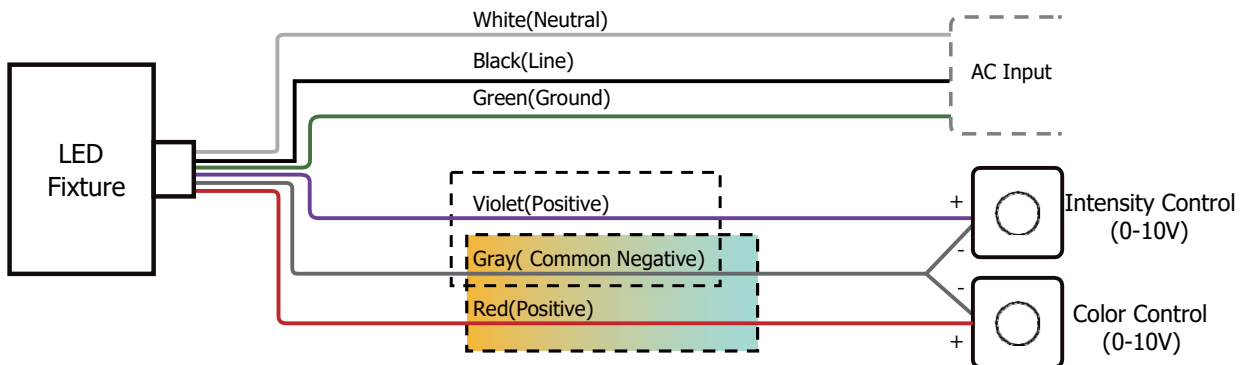 White(Neutral)
Black(Line)
AC Input
Green(Ground)
LED
Fixture
Violet(Positive)
+
Intensity Control
(0-10V)
-
Gray( Common Negative)
-
Red(Positive)
Color Control
(0-10V)
+